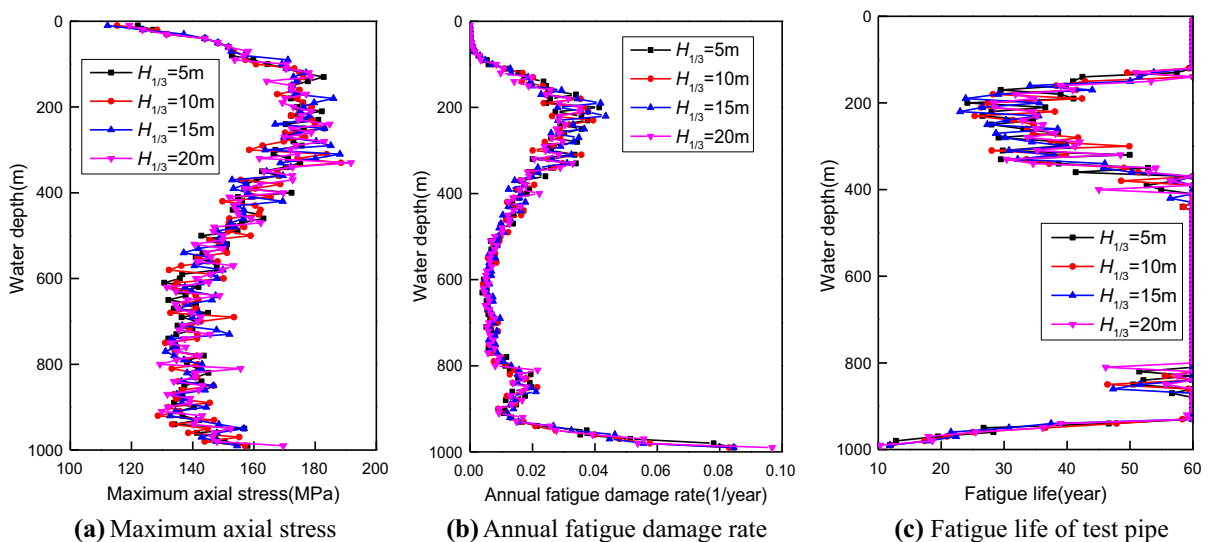 0
200
400
600
800
1000
100
120
140
160
180
200
Water depth(m)
Maximum axial stress(MPa)
H1/3=5m
H1/3=10m
H1/3=15m
H1/3=20m
(a) Maximum axial stress
0
200
400
600
800
1000
0.00
0.02
0.04
0.06
0.08
0.10
Water depth(m)
Annual fatigue damage rate(1/year)
H1/3=5m
H1/3=10m
H1/3=15m
H1/3=20m
(b) Annual fatigue damage rate
0
200
400
600
800
1000
10
20
30
40
50
60
Water depth(m)
Fatigue life(year)
H1/3=5m
H1/3=10m
H1/3=15m
H1/3=20m
(c) Fatigue life of test pipe